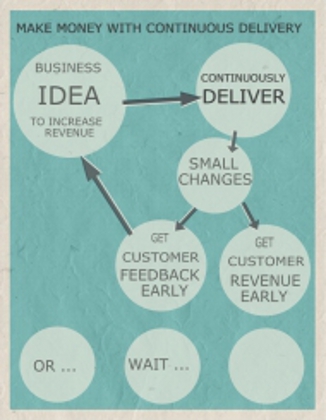 MAKE MONEY WITH CONTINUOUS DELIVERY
BUSINESS
IDEA
TO INCREASE
REVENUE
CONTINUOUSLY
DELIVER
SMALL
CHANGES
GET
CUSTOMER
FEEDBACK
EARLY
GET
CUSTOMER
REVENUE
EARLY
OR ...
WAIT ...